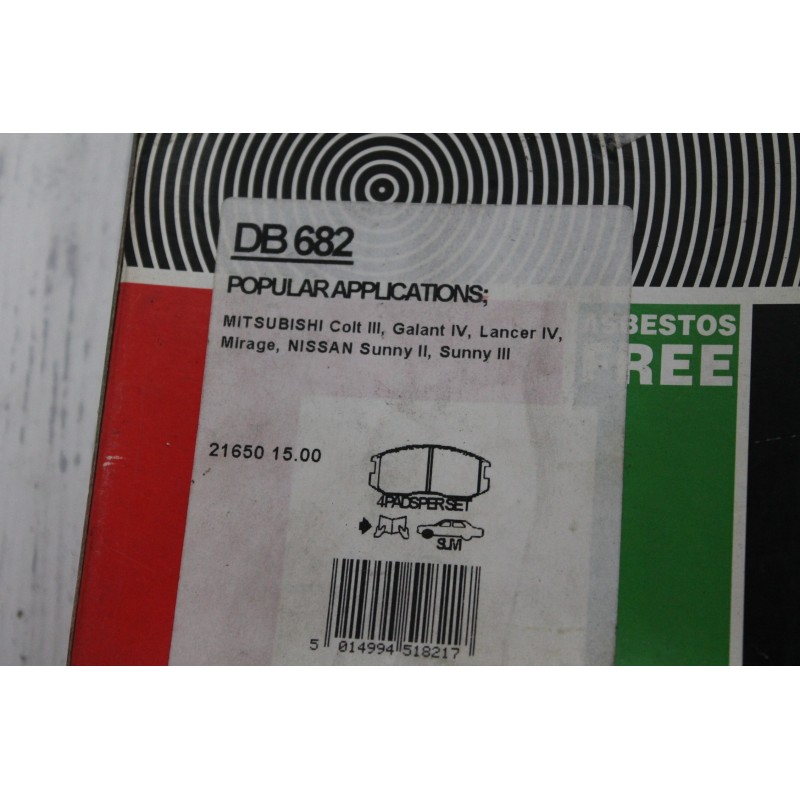 DB 682
POPULAR APPLICATIONS;
MITSUBISHI Colt III, Galant IV, Lancer IV,
Mirage, NISSAN Sunny II, Sunny III
ASBESTOS
FREE
21650 15.00
4 PADS PER SET
SUM
5 014994 518217